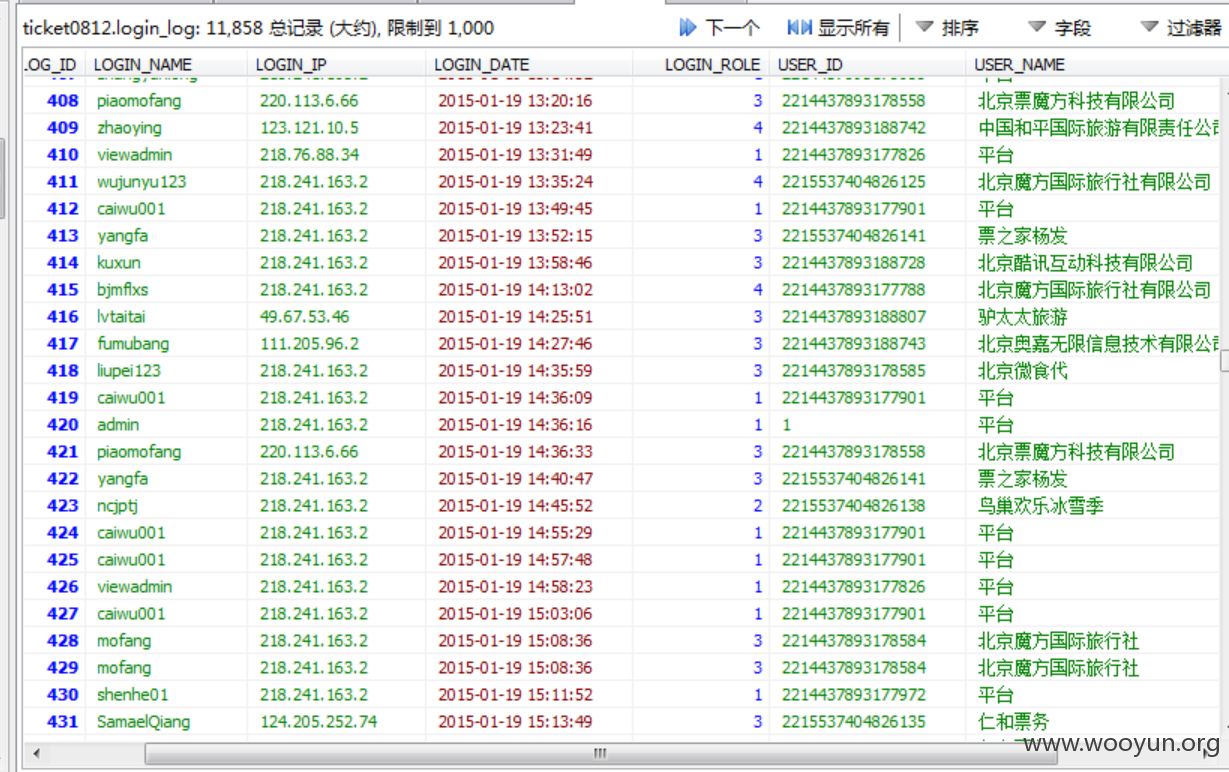 ticket0812.login_log: 11,858 总记录 (大约), 限制到 1,000 下一个 显示所有 排序 字段 过滤器
LOG_ID LOGIN_NAME LOGIN_IP LOGIN_DATE LOGIN_ROLE USER_ID USER_NAME
408 piaomofang 220.113.6.66 2015-01-19 13:20:16 3 2214437893178558 北京票魔方科技有限公司
409 zhaoying 123.121.10.5 2015-01-19 13:23:41 4 2214437893188742 中国和平国际旅游有限责任公司
410 viewadmin 218.76.88.34 2015-01-19 13:31:49 1 2214437893177826 平台
411 wujunyu123 218.241.163.2 2015-01-19 13:35:24 4 2215537404826125 北京魔方国际旅行社有限公司
412 caiwu001 218.241.163.2 2015-01-19 13:49:45 1 2214437893177901 平台
413 yangfa 218.241.163.2 2015-01-19 13:52:15 3 2215537404826141 票之家杨发
414 kuxun 218.241.163.2 2015-01-19 13:58:46 3 2214437893188728 北京酷讯互动科技有限公司
415 bjmflxs 218.241.163.2 2015-01-19 14:13:02 4 2214437893177788 北京魔方国际旅行社有限公司
416 lvtaitai 49.67.53.46 2015-01-19 14:25:51 3 2214437893188807 驴太太旅游
417 fumubang 111.205.96.2 2015-01-19 14:27:46 3 2214437893188743 北京奥嘉无限信息技术有限公司
418 liupei123 218.241.163.2 2015-01-19 14:35:59 3 2214437893178585 北京微食代
419 caiwu001 218.241.163.2 2015-01-19 14:36:09 1 2214437893177901 平台
420 admin 218.241.163.2 2015-01-19 14:36:16 1 1 平台
421 piaomofang 220.113.6.66 2015-01-19 14:36:33 3 2214437893178558 北京票魔方科技有限公司
422 yangfa 218.241.163.2 2015-01-19 14:40:47 3 2215537404826141 票之家杨发
423 ncjptj 218.241.163.2 2015-01-19 14:45:52 2 2215537404826138 鸟巢欢乐冰雪季
424 caiwu001 218.241.163.2 2015-01-19 14:55:29 1 2214437893177901 平台
425 caiwu001 218.241.163.2 2015-01-19 14:57:48 1 2214437893177901 平台
426 viewadmin 218.241.163.2 2015-01-19 14:58:23 1 2214437893177826 平台
427 caiwu001 218.241.163.2 2015-01-19 15:03:06 1 2214437893177901 平台
428 mofang 218.241.163.2 2015-01-19 15:08:36 3 2214437893178584 北京魔方国际旅行社
429 mofang 218.241.163.2 2015-01-19 15:08:36 3 2214437893178584 北京魔方国际旅行社
430 shenhe01 218.241.163.2 2015-01-19 15:11:52 1 2214437893177972 平台
431 SamaelQiang 124.205.252.74 2015-01-19 15:13:49 3 2215537404826135 仁和票务
www.wooyun.org